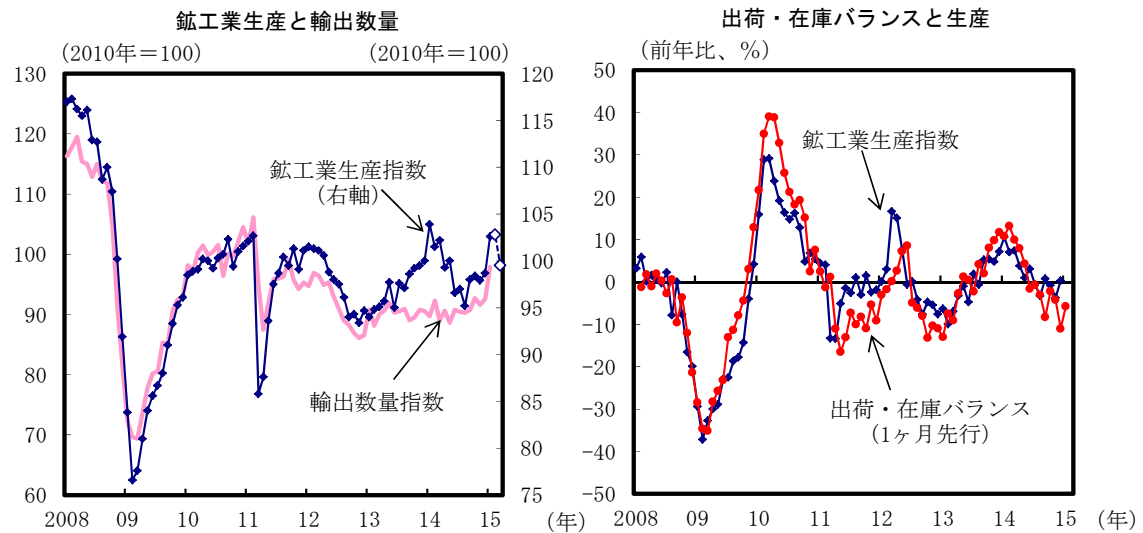 鉱工業生産と輸出数量
(2010年=100)
(2010年=100)
130
120
110
100
90
80
70
60
120
115
110
105
100
95
90
85
80
75
鉱工業生産指数
(右軸)
輸出数量指数
2008 09 10 11 12 13 14 15 (年)
出荷・在庫バランスと生産
(前年比、%)
50
40
30
20
10
0
-10
-20
-30
-40
-50
鉱工業生産指数
出荷・在庫バランス
(1ヶ月先行)
2008 09 10 11 12 13 14 15 (年)